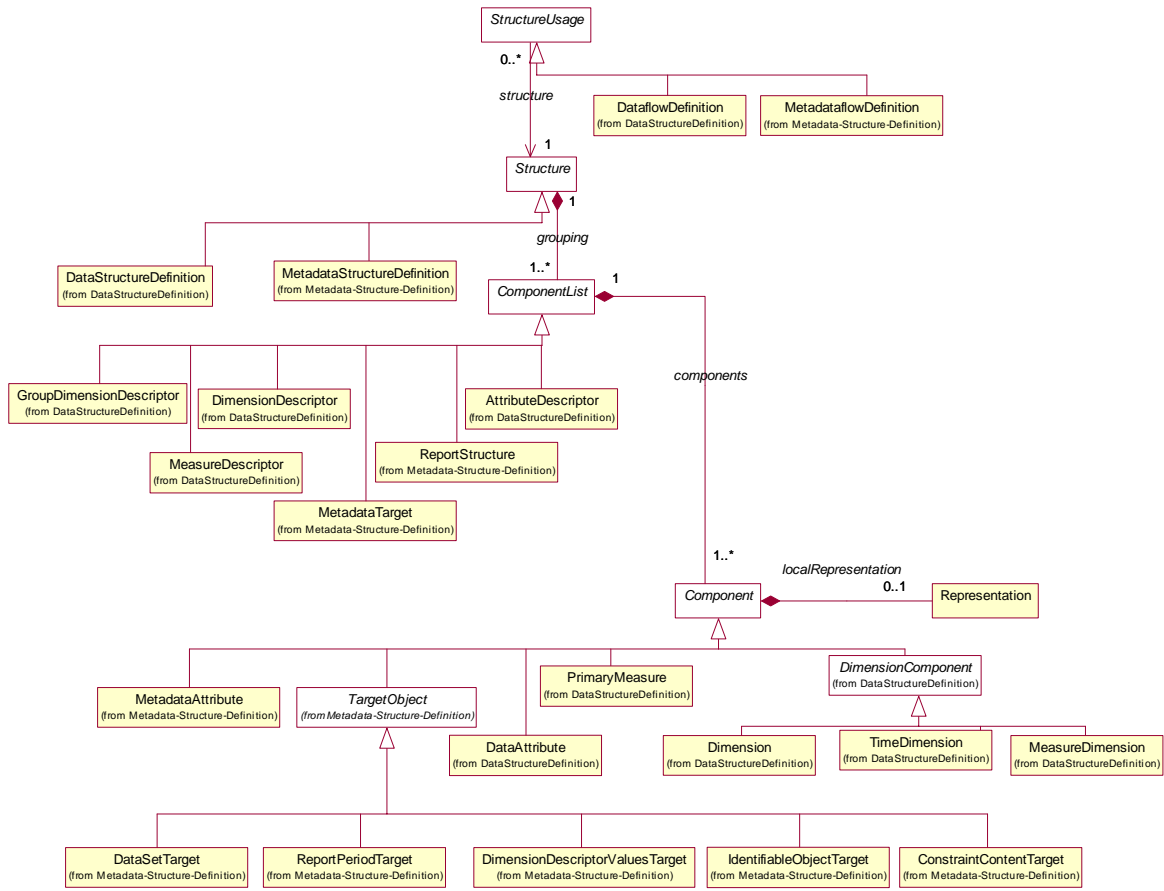 StructureUsage
0..*
structure
DataflowDefinition
(from DataStructureDefinition)
MetadataflowDefinition
(from Metadata-Structure-Definition)
1
Structure
1
grouping
DataStructureDefinition
(from DataStructureDefinition)
MetadataStructureDefinition
(from Metadata-Structure-Definition)
1..*
ComponentList
1
components
GroupDimensionDescriptor
(from DataStructureDefinition)
DimensionDescriptor
(from DataStructureDefinition)
AttributeDescriptor
(from DataStructureDefinition)
MeasureDescriptor
(from DataStructureDefinition)
ReportStructure
(from Metadata-Structure-Definition)
MetadataTarget
(from Metadata-Structure-Definition)
1..*
localRepresentation
0..1
Component
Representation
MetadataAttribute
(from Metadata-Structure-Definition)
TargetObject
(from Metadata-Structure-Definition)
PrimaryMeasure
(from DataStructureDefinition)
DimensionComponent
(from DataStructureDefinition)
DataAttribute
(from DataStructureDefinition)
Dimension
(from DataStructureDefinition)
TimeDimension
(from DataStructureDefinition)
MeasureDimension
(from DataStructureDefinition)
DataSetTarget
(from Metadata-Structure-Definition)
ReportPeriodTarget
(from Metadata-Structure-Definition)
DimensionDescriptorValuesTarget
(from Metadata-Structure-Definition)
IdentifiableObjectTarget
(from Metadata-Structure-Definition)
ConstraintContentTarget
(from Metadata-Structure-Definition)